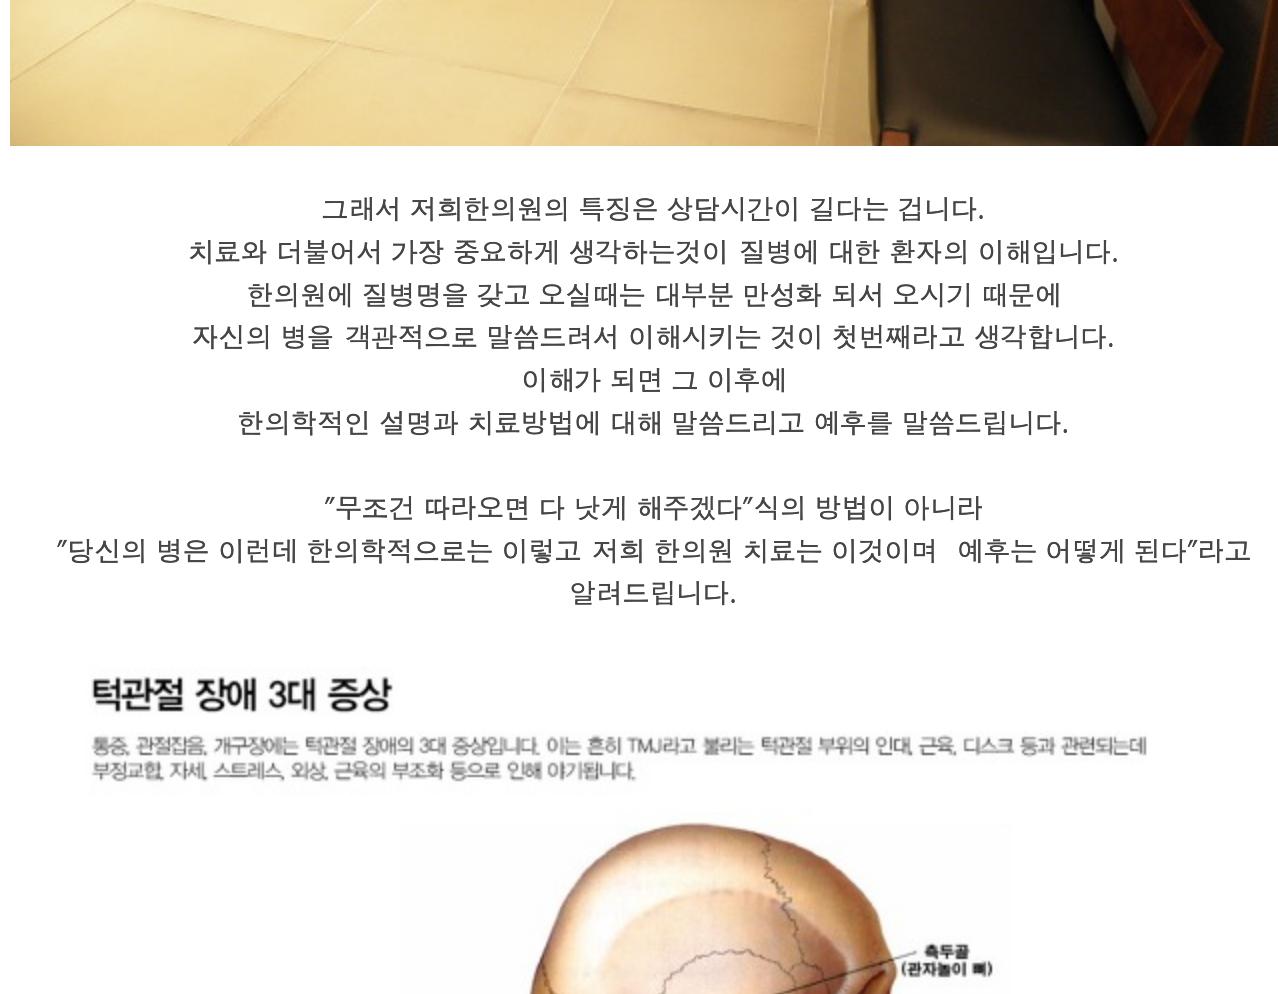 그래서 저희한의원의 특징은 상담시간이 길다는 겁니다.
치료와 더불어서 가장 중요하게 생각하는것이 질병에 대한 환자의 이해입니다.
한의원에 질병명을 갖고 오실때는 대부분 만성화 되서 오시기 때문에
자신의 병을 객관적으로 말씀드려서 이해시키는 것이 첫번째라고 생각합니다.
이해가 되면 그 이후에
한의학적인 설명과 치료방법에 대해 말씀드리고 예후를 말씀드립니다.
"무조건 따라오면 다 낫게 해주겠다"식의 방법이 아니라
"당신의 병은 이런데 한의학적으로는 이렇고 저희 한의원 치료는 이것이며  예후는 어떻게 된다"라고
알려드립니다.
턱관절 장애 3대 증상
통증, 관절잡음, 개구장애는 턱관절 장애의 3대 증상입니다. 이는 흔히 TMJ라고 불리는 턱관절 부위의 인대, 근육, 디스크 등과 관련되는데
부정교합, 자세, 스트레스, 외상, 근육의 부조화 등으로 인해 야기됩니다.
측두골
(관자놀이 뼈)